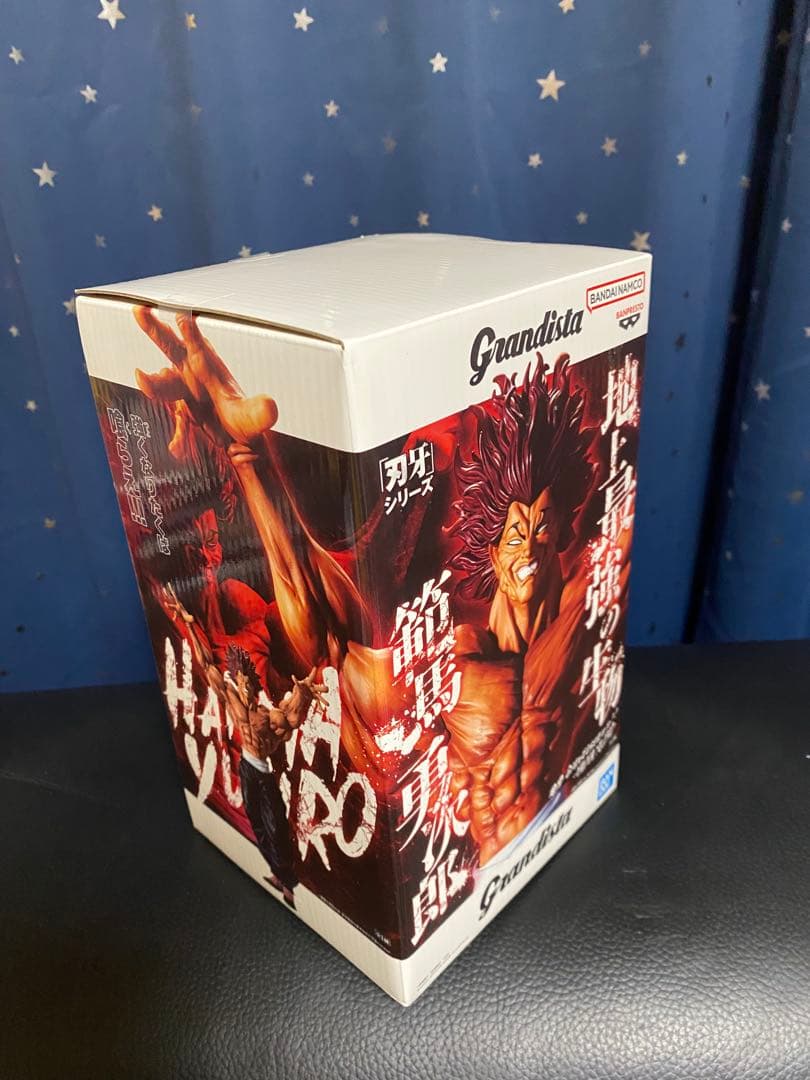 Grandista
BANDAI NAMCO
BANPRESTO
「刃牙」
シリーズ
地上最強の生物
範馬勇次郎
HANMA
YUJIRO
Grandista